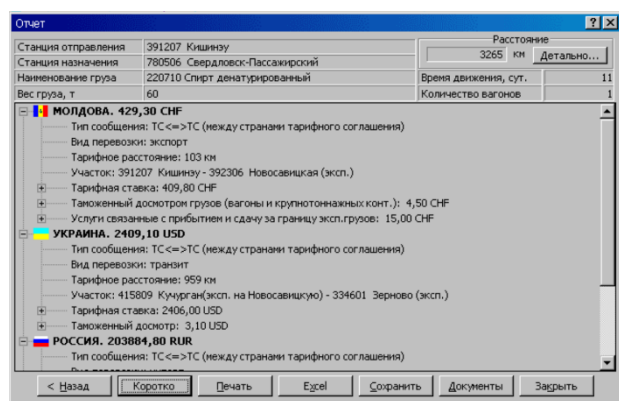 Отчет
Станция отправления 391207 Кишинэу
Станция назначения 780506 Свердловск-Пассажирский
Расстояние
3265 км Детально...
Наименование груза 220710 Спирт денатурированный Время движения, сут. 11
Вес груза, т 60 Количество вагонов 1
МОЛДОВА. 429,30 CHF
Тип сообщения: ТС<=>ТС (между странами тарифного соглашения)
Вид перевозки: экспорт
Тарифное расстояние: 103 км
Участок: 391207 Кишинэу - 392306 Новосавицкая (эксп.)
Тарифная ставка: 409,80 CHF
Таможенный досмотром грузов (вагоны и крупнотоннажных конт.): 4,50 CHF
Услуги связанные с прибытием и сдачу за границу эксп.грузов: 15,00 CHF
УКРАИНА. 2409,10 USD
Тип сообщения: ТС<=>ТС (между странами тарифного соглашения)
Вид перевозки: транзит
Тарифное расстояние: 959 км
Участок: 415809 Кучурган(эксп. на Новосавицкую) - 334601 Зерново (эксп.)
Тарифная ставка: 2406,00 USD
Таможенный досмотр: 3,10 USD
РОССИЯ. 203884,80 RUR
Тип сообщения: ТС<=>ТС (между странами тарифного соглашения)
< Назад Коротко Печать Excel Сохранить Документы Закрыть